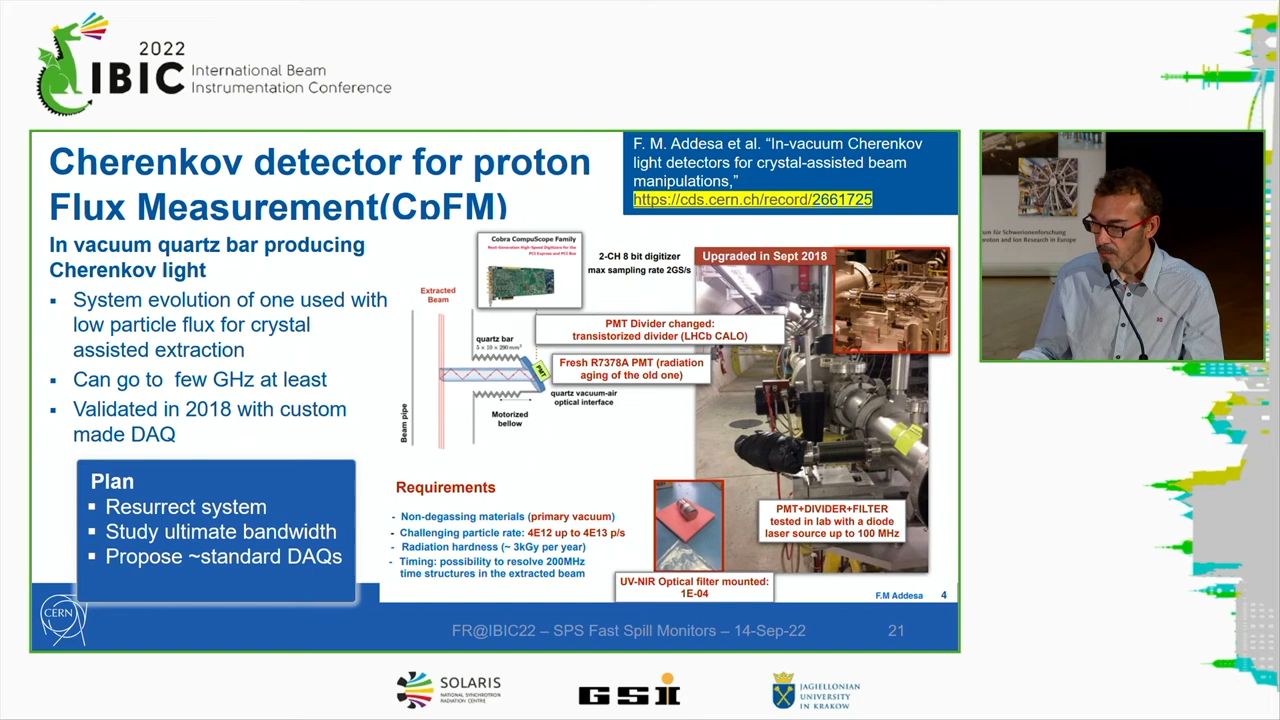 2022
IBIC
International Beam
Instrumentation Conference
Cherenkov detector for proton
Flux Measurement(CpFM)
F. M. Addesa et al. “In-vacuum Cherenkov
light detectors for crystal-assisted beam
manipulations,”
https://cds.cern.ch/record/2661725
In vacuum quartz bar producing
Cherenkov light
▪ System evolution of one used with
low particle flux for crystal
assisted extraction
▪ Can go to few GHz at least
▪ Validated in 2018 with custom
made DAQ
Plan
▪ Resurrect system
▪ Study ultimate bandwidth
▪ Propose ~standard DAQs
Cobra CompuScope Family
Next-Generation High-Speed Digitizers for the
PCI Express and PCI Bus
2-CH 8 bit digitizer
max sampling rate 2GS/s
Upgraded in Sept 2018
Extracted
Beam
PMT Divider changed:
transistorized divider (LHCb CALO)
quartz bar
5 × 10 × 290 mm³
PMT
Fresh R7378A PMT (radiation
aging of the old one)
quartz vacuum-air
optical interface
Motorized
bellow
Beam pipe
Requirements
- Non-degassing materials (primary vacuum)
- Challenging particle rate: 4E12 up to 4E13 p/s
- Radiation hardness (~ 3kGy per year)
- Timing: possibility to resolve 200MHz
time structures in the extracted beam
PMT+DIVIDER+FILTER
tested in lab with a diode
laser source up to 100 MHz
UV-NIR Optical filter mounted:
1E-04
F.M Addesa 4
CERN
FR@IBIC22 – SPS Fast Spill Monitors – 14-Sep-22 21
SOLARIS
NATIONAL SYNCHROTRON
RADIATION CENTRE
GSI
JAGIELLONIAN
UNIVERSITY
IN KRAKOW